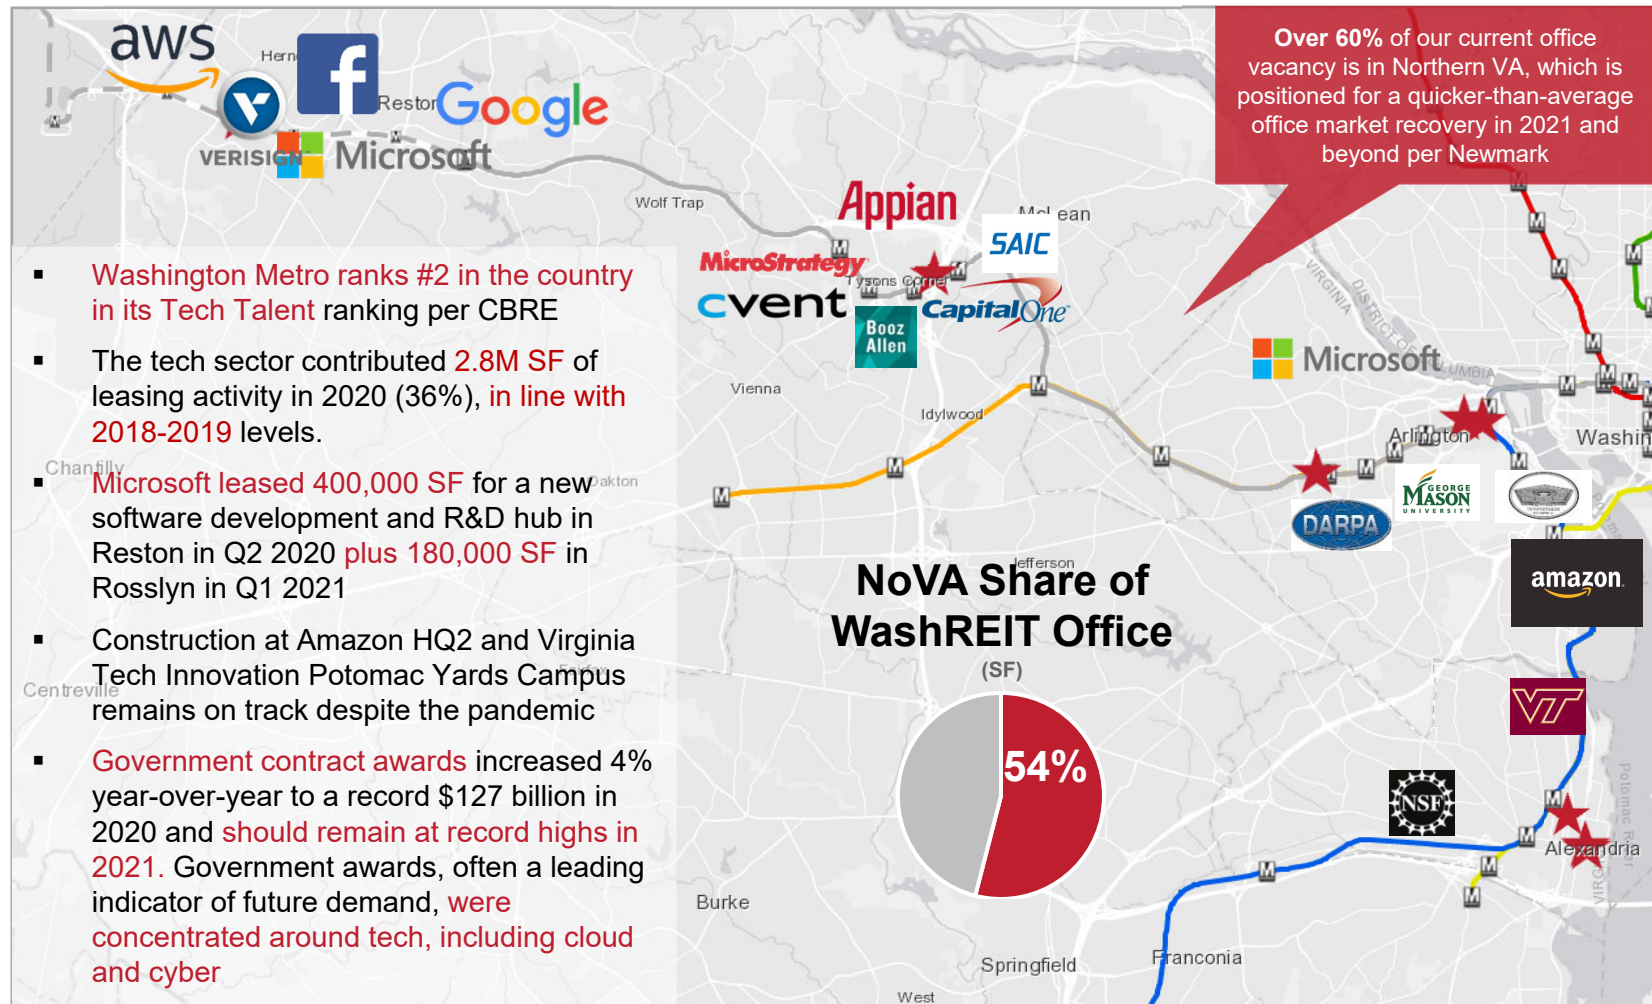 aws
Hern
Reston
Google
VERISIGN
Microsoft
Over 60% of our current office
vacancy is in Northern VA, which is
positioned for a quicker-than-average
office market recovery in 2021 and
beyond per Newmark
Wolf Trap
Appian
McLean
SAIC
MicroStrategy
Tysons Corner
cvent
CapitalOne
Booz
Allen
Vienna
Idylwood
▪ Washington Metro ranks #2 in the country
in its Tech Talent ranking per CBRE
▪ The tech sector contributed 2.8M SF of
leasing activity in 2020 (36%), in line with
2018-2019 levels.
▪ Microsoft leased 400,000 SF for a new
software development and R&D hub in
Reston in Q2 2020 plus 180,000 SF in
Rosslyn in Q1 2021
▪ Construction at Amazon HQ2 and Virginia
Tech Innovation Potomac Yards Campus
remains on track despite the pandemic
▪ Government contract awards increased 4%
year-over-year to a record $127 billion in
2020 and should remain at record highs in
2021. Government awards, often a leading
indicator of future demand, were
concentrated around tech, including cloud
and cyber
Chantilly
Oakton
Centreville
Fairfax
VIRGINIA
DISTRICT OF COLUMBIA
Microsoft
Arlington
Washin
DARPA
GEORGE
MASON
UNIVERSITY
amazon
VT
NSF
Alexandria
Potomac River
VIRG
Jefferson
NoVA Share of
WashREIT Office
(SF)
54%
Burke
Springfield
Franconia
West